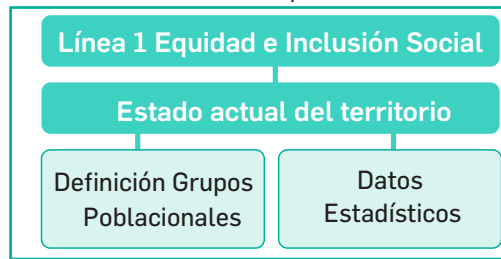 Línea 1 Equidad e Inclusión Social
Estado actual del territorio
Definición Grupos
Poblacionales
Datos
Estadísticos